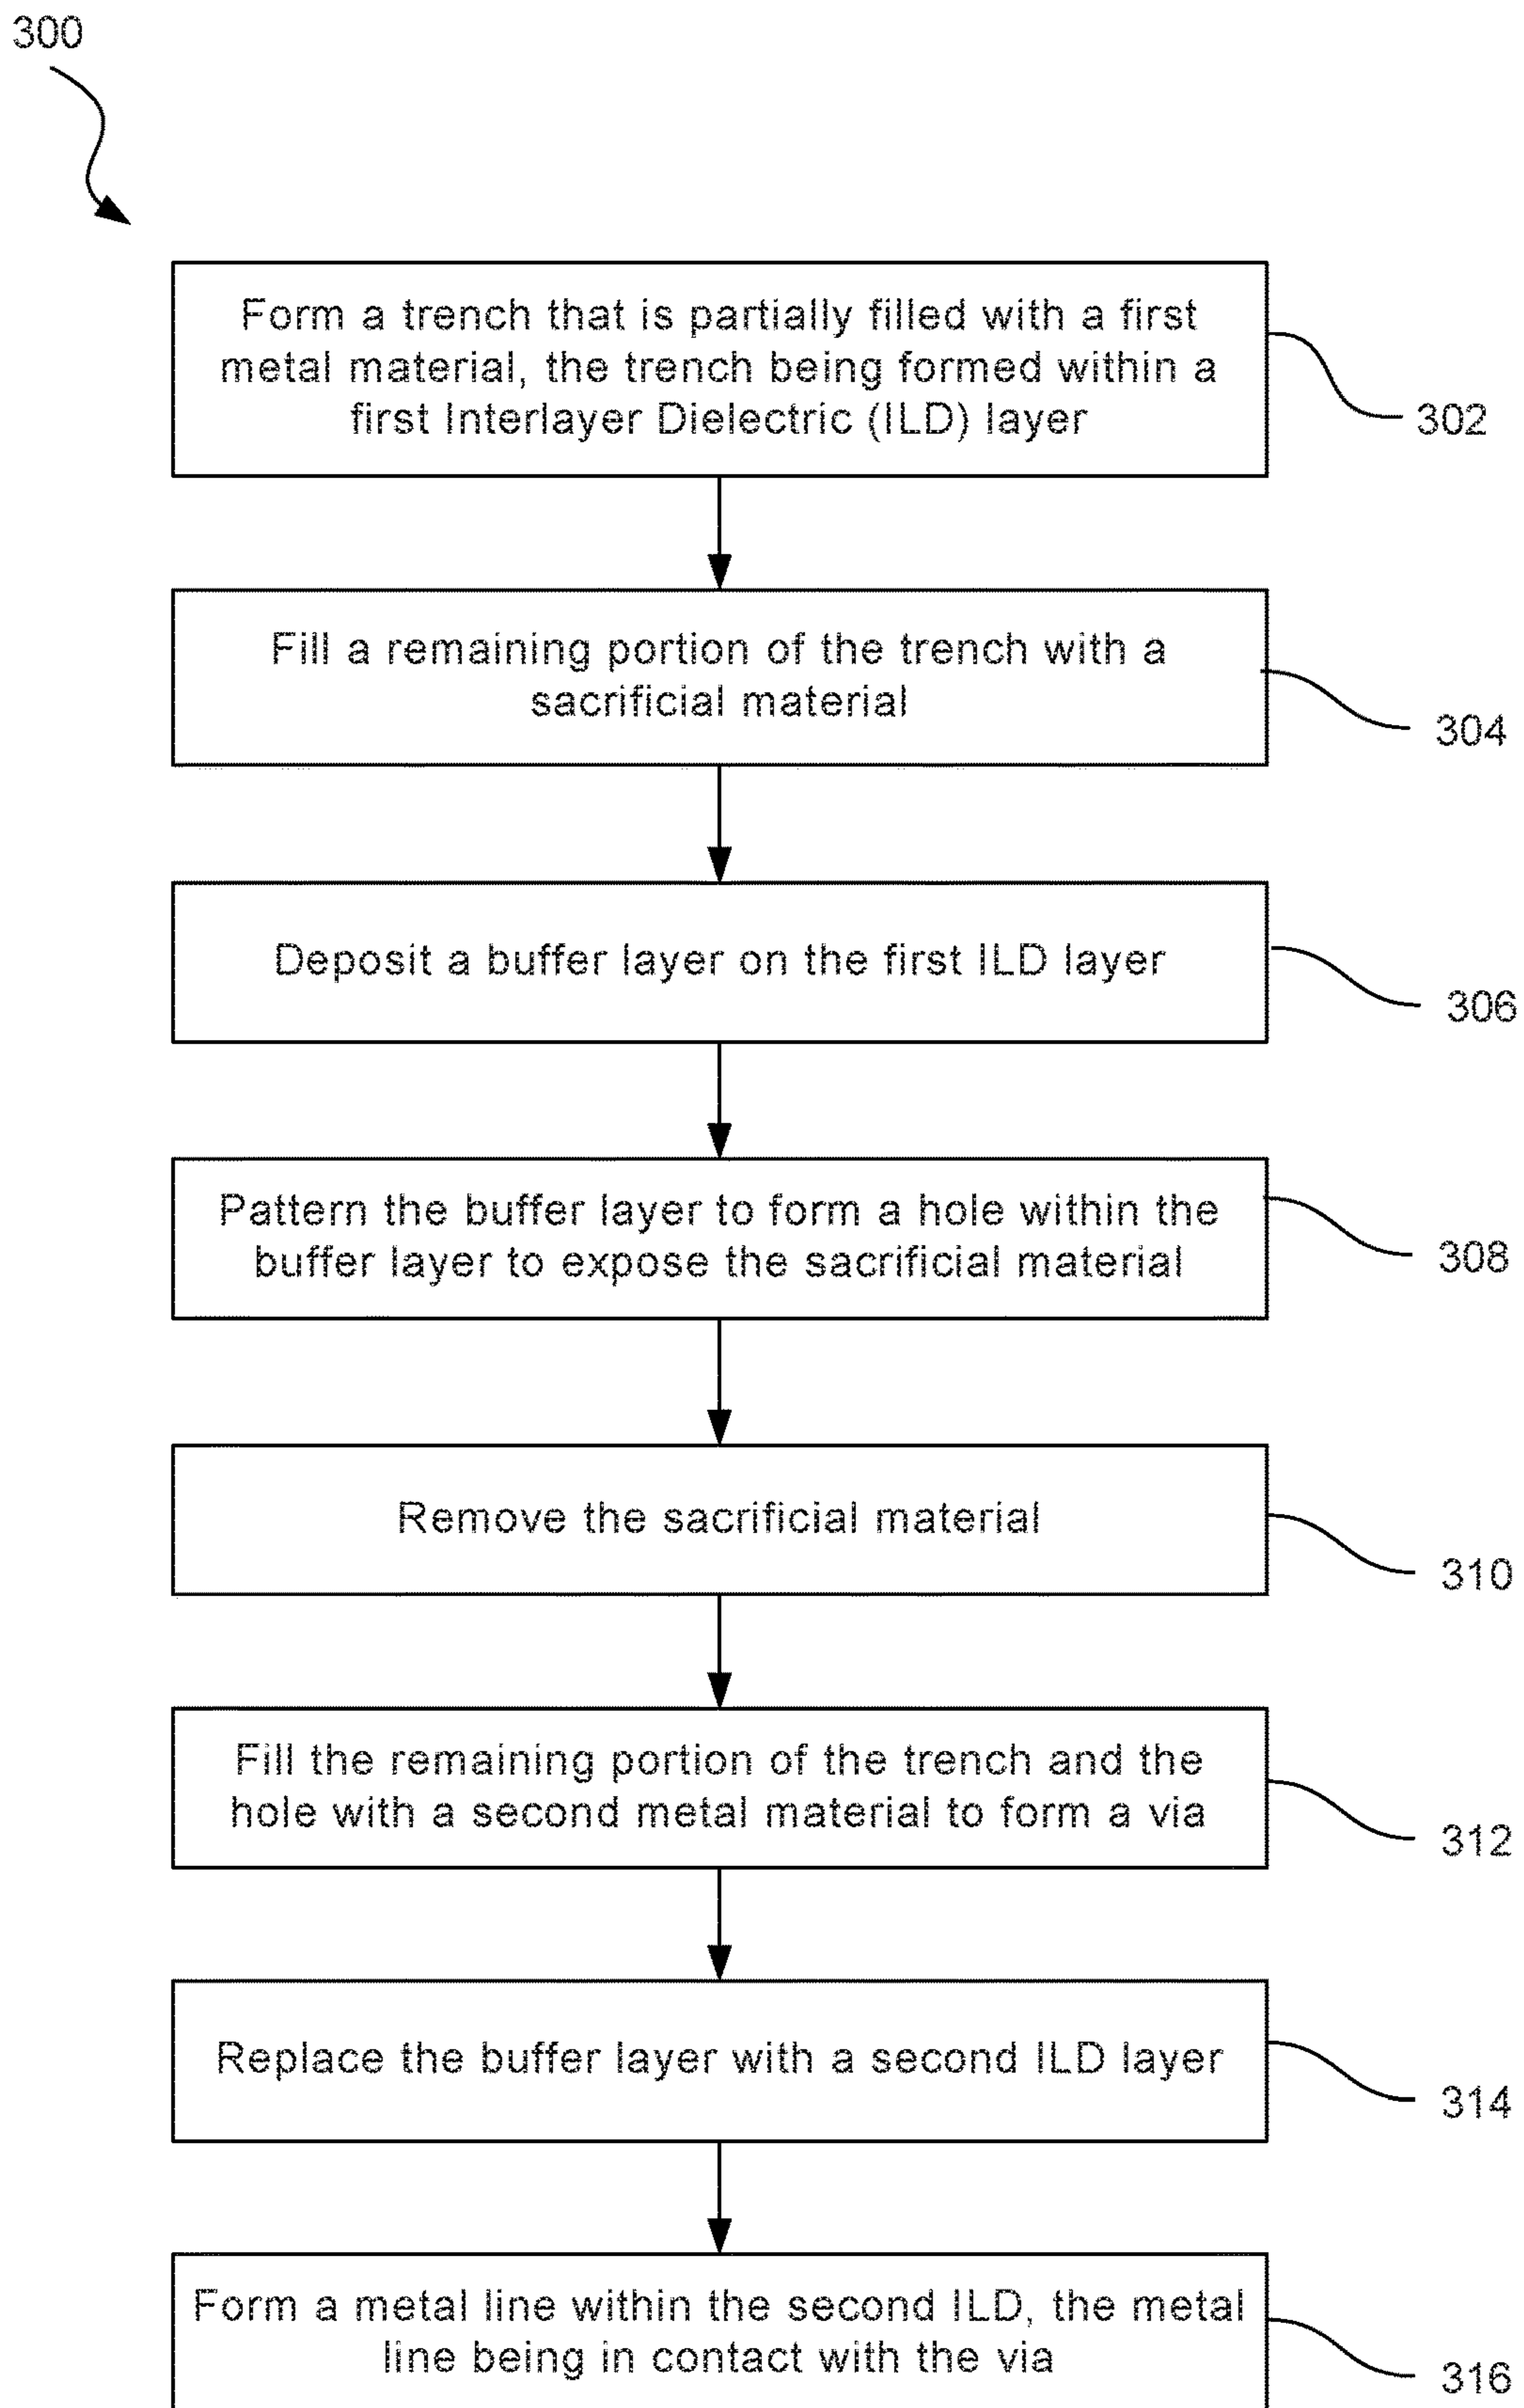 300
Form a trench that is partially filled with a first
metal material, the trench being formed within a
first Interlayer Dielectric (ILD) layer
302
Fill a remaining portion of the trench with a
sacrificial material
304
Deposit a buffer layer on the first ILD layer
306
Pattern the buffer layer to form a hole within the
buffer layer to expose the sacrificial material
308
Remove the sacrificial material
310
Fill the remaining portion of the trench and the
hole with a second metal material to form a via
312
Replace the buffer layer with a second ILD layer
314
Form a metal line within the second ILD, the metal
line being in contact with the via
316